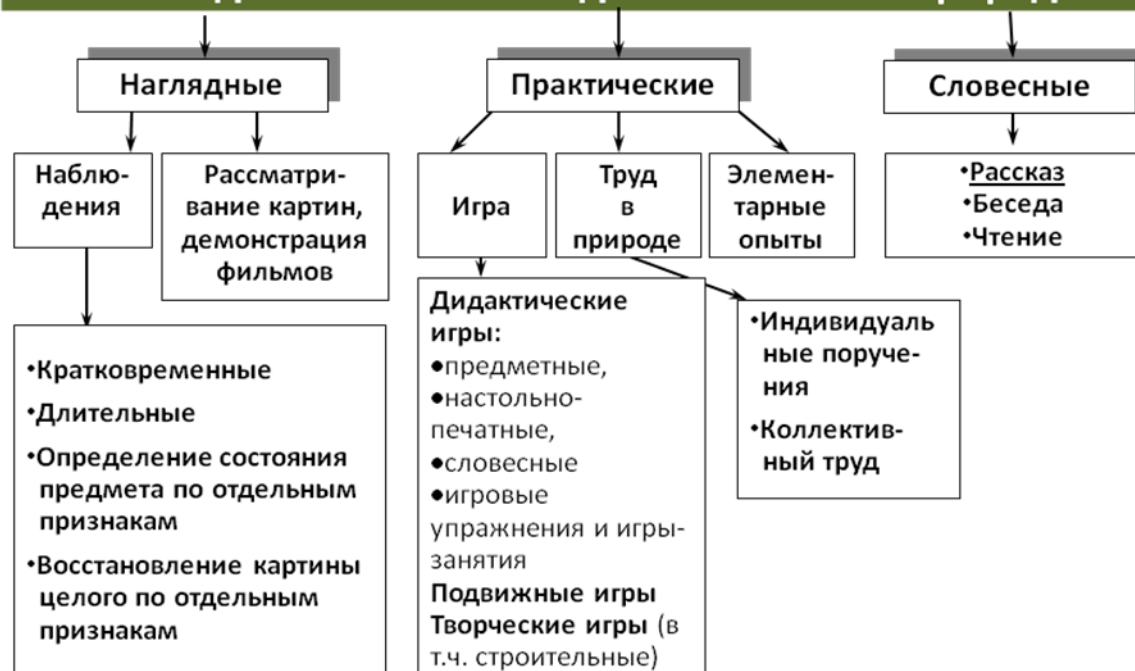 Наглядные
Практические
Словесные
Наблю-
дения
Рассматри-
вание картин,
демонстрация
фильмов
Игра
Труд
в
природе
Элемен-
тарные
опыты
•Рассказ
•Беседа
•Чтение
•Кратковременные
•Длительные
•Определение состояния
предмета по отдельным
признакам
•Восстановление картины
целого по отдельным
признакам
Дидактические
игры:
●предметные,
●настольно-
печатные,
●словесные
●игровые
упражнения и игры-
занятия
Подвижные игры
Творческие игры (в
т.ч. строительные)
•Индивидуаль
ные поруче-
ния
•Коллектив-
ный труд